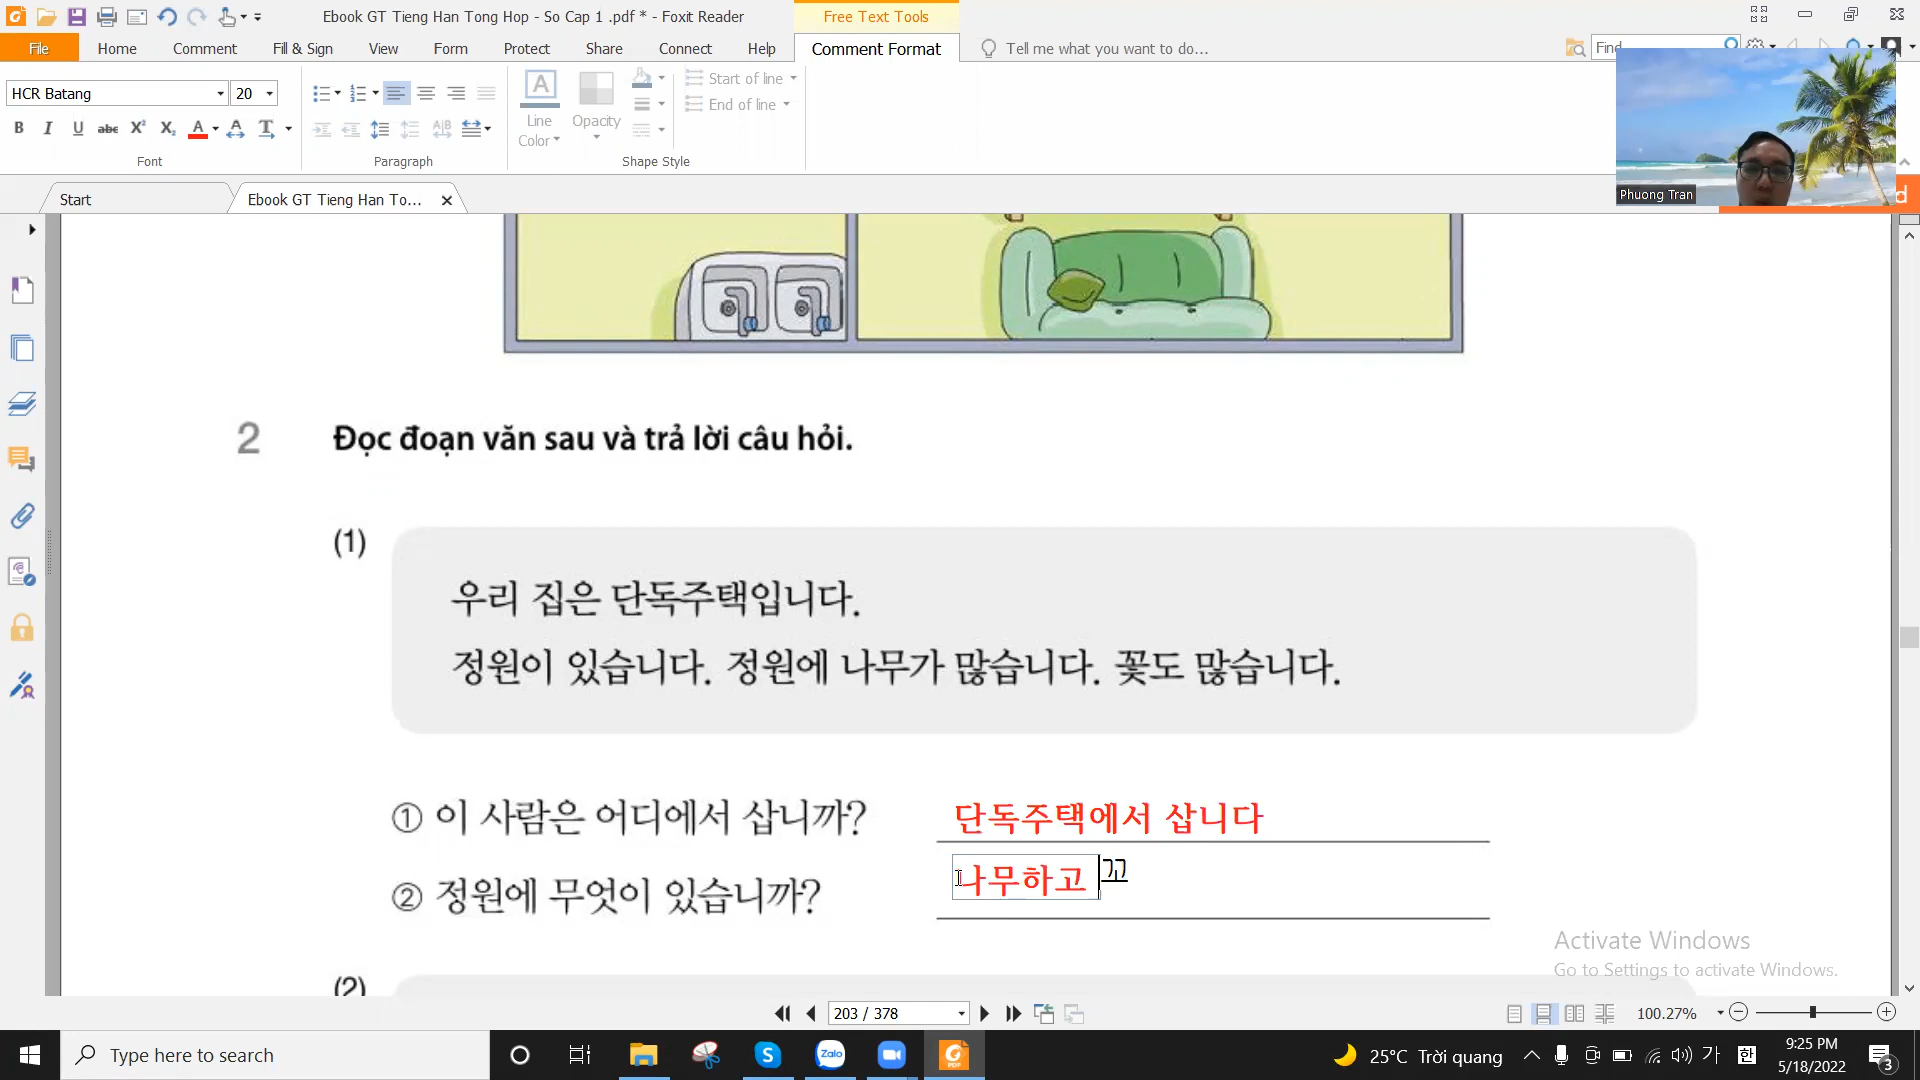 Ebook GT Tieng Han Tong Hop - So Cap 1 .pdf * - Foxit Reader
Free Text Tools
File Home Comment Fill & Sign View Form Protect Share Connect Help Comment Format Tell me what you want to do... Find
HCR Batang 20
Line Color
Opacity
Start of line
End of line
Font Paragraph Shape Style
Phuong Tran
Start Ebook GT Tieng Han To...
2 Đọc đoạn văn sau và trả lời câu hỏi.
(1)
우리 집은 단독주택입니다.
정원이 있습니다. 정원에 나무가 많습니다. 꽃도 많습니다.
① 이 사람은 어디에서 삽니까? 단독주택에서 삽니다
② 정원에 무엇이 있습니까? 나무하고 꼬
Activate Windows
Go to Settings to activate Windows.
(2)
203 / 378 100.27%
Type here to search
Zalo
25°C Trời quang
가 한
9:25 PM
5/18/2022
3